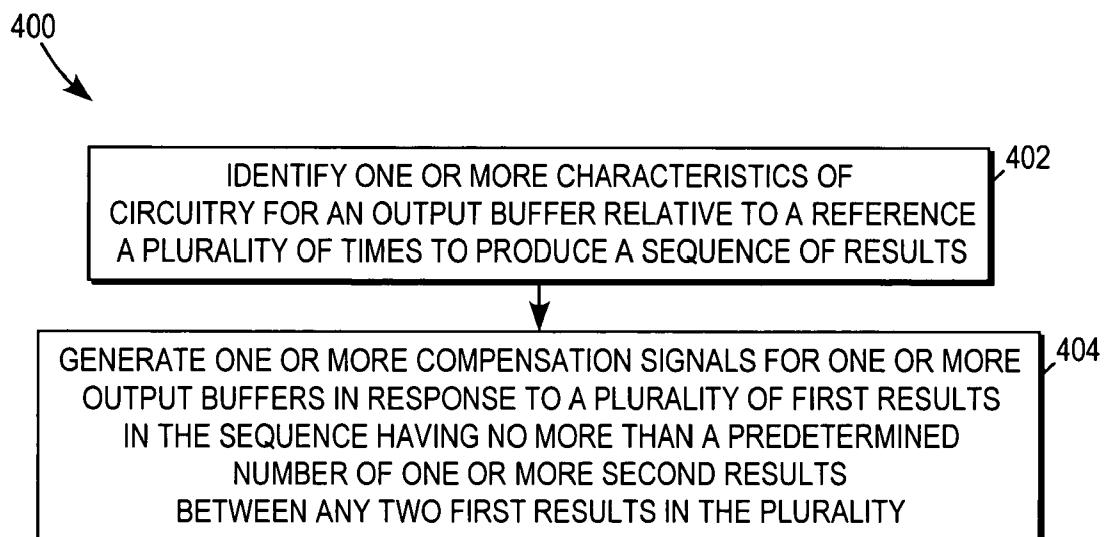 400
IDENTIFY ONE OR MORE CHARACTERISTICS OF
CIRCUITRY FOR AN OUTPUT BUFFER RELATIVE TO A REFERENCE
A PLURALITY OF TIMES TO PRODUCE A SEQUENCE OF RESULTS
402
GENERATE ONE OR MORE COMPENSATION SIGNALS FOR ONE OR MORE
OUTPUT BUFFERS IN RESPONSE TO A PLURALITY OF FIRST RESULTS
IN THE SEQUENCE HAVING NO MORE THAN A PREDETERMINED
NUMBER OF ONE OR MORE SECOND RESULTS
BETWEEN ANY TWO FIRST RESULTS IN THE PLURALITY
404